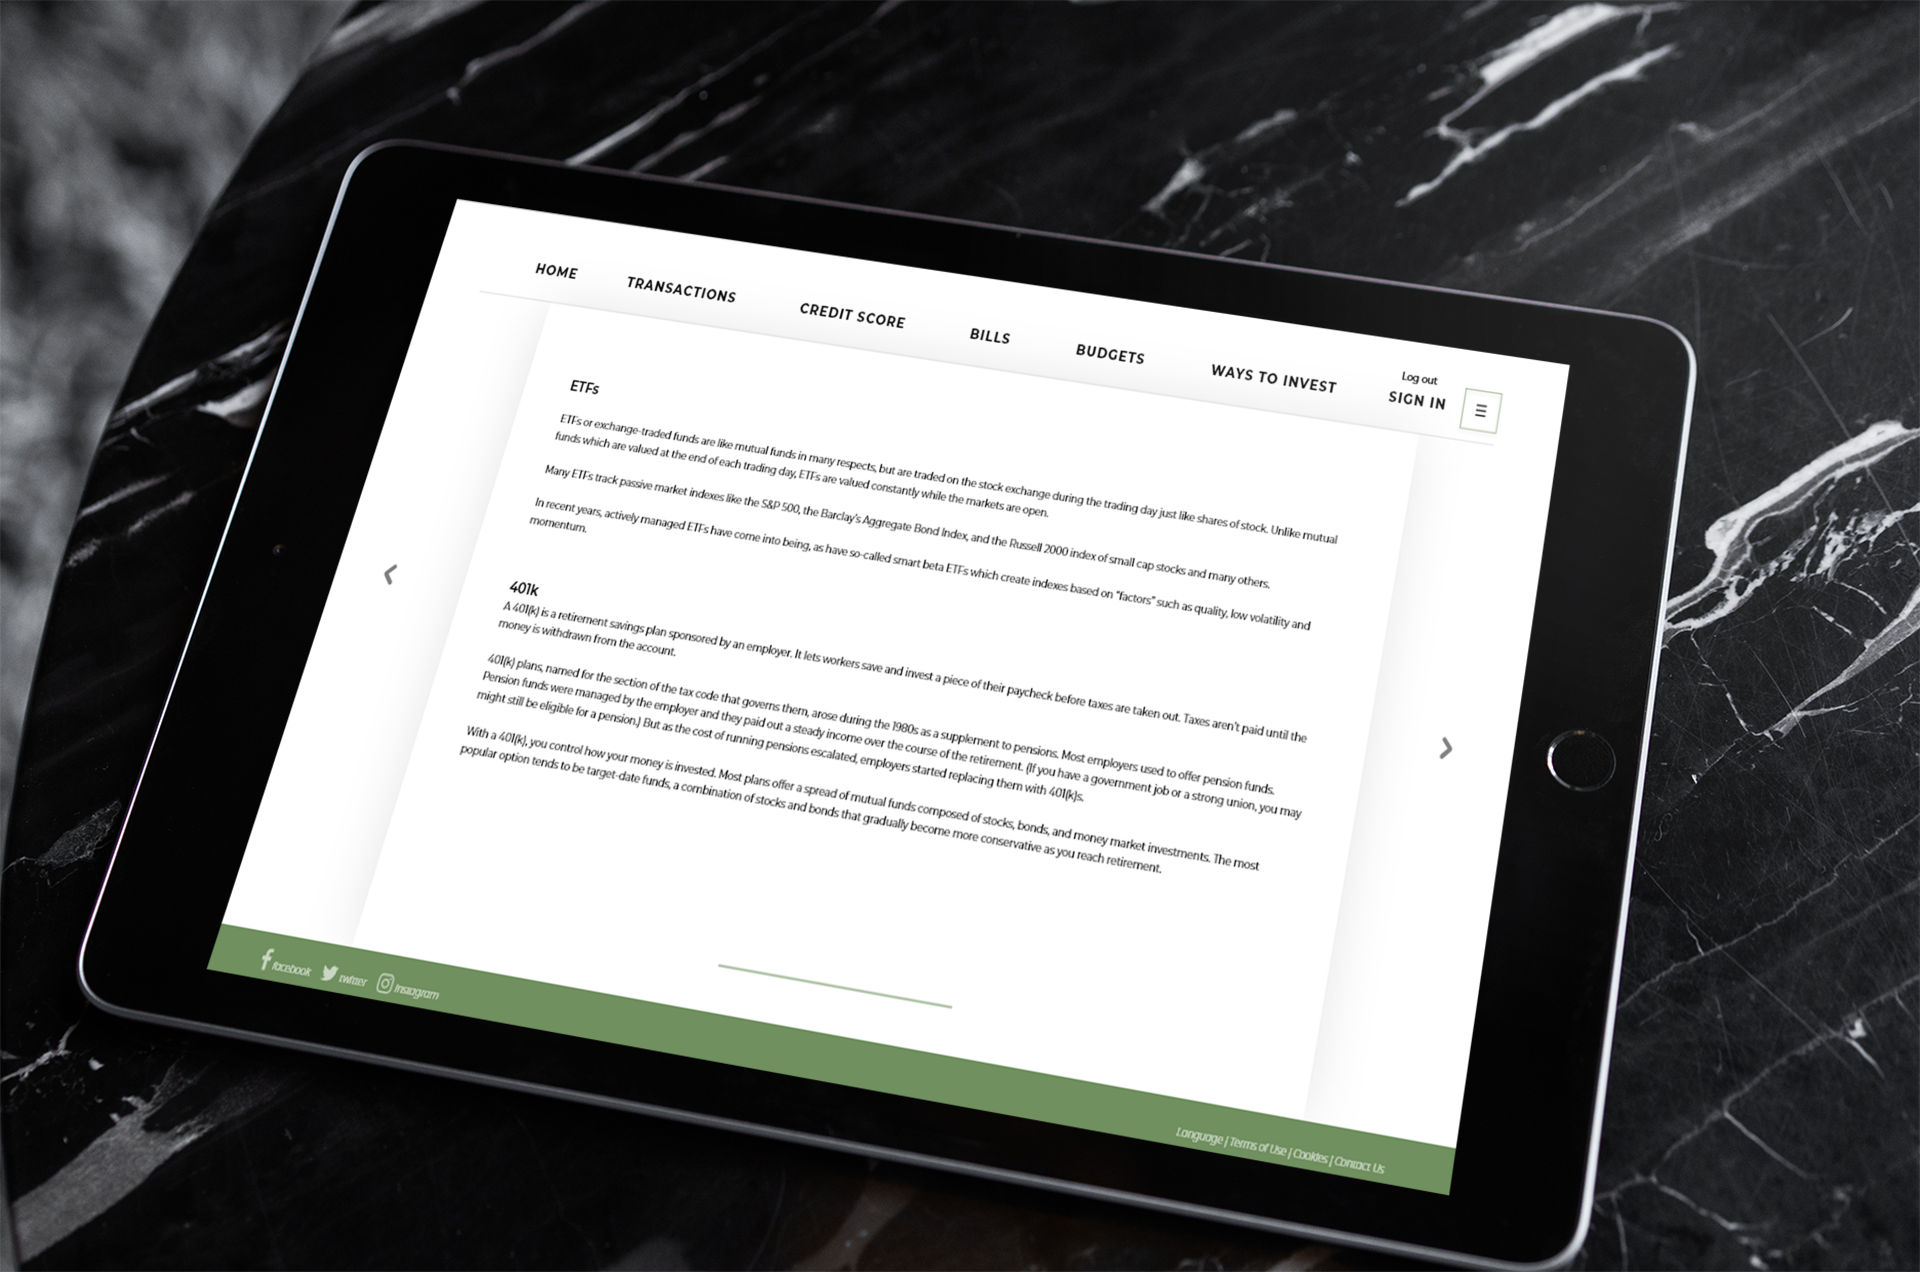 HOME TRANSACTIONS CREDIT SCORE BILLS BUDGETS WAYS TO INVEST
Log out
SIGN IN
ETFs
ETFs or exchange-traded funds are like mutual funds in many respects, but are traded on the stock exchange during the trading day just like shares of stock. Unlike mutual
funds which are valued at the end of each trading day, ETFs are valued constantly while the markets are open.
Many ETFs track passive market indexes like the S&P 500, the Barclay's Aggregate Bond Index, and the Russell 2000 index of small cap stocks and many others.
In recent years, actively managed ETFs have come into being, as have so-called smart beta ETFs which create indexes based on "factors" such as quality, low volatility and
momentum.
401k
A 401(k) is a retirement savings plan sponsored by an employer. It lets workers save and invest a piece of their paycheck before taxes are taken out. Taxes aren't paid until the
money is withdrawn from the account.
401(k) plans, named for the section of the tax code that governs them, arose during the 1980s as a supplement to pensions. Most employers used to offer pension funds.
Pension funds were managed by the employer and they paid out a steady income over the course of the retirement. (If you have a government job or a strong union, you may
might still be eligible for a pension.) But as the cost of running pensions escalated, employers started replacing them with 401(k)s.
With a 401(k), you control how your money is invested. Most plans offer a spread of mutual funds composed of stocks, bonds, and money market investments. The most
popular option tends to be target-date funds, a combination of stocks and bonds that gradually become more conservative as you reach retirement.
facebook twitter Instagram
Language | Terms of Use | Cookies | Contact Us